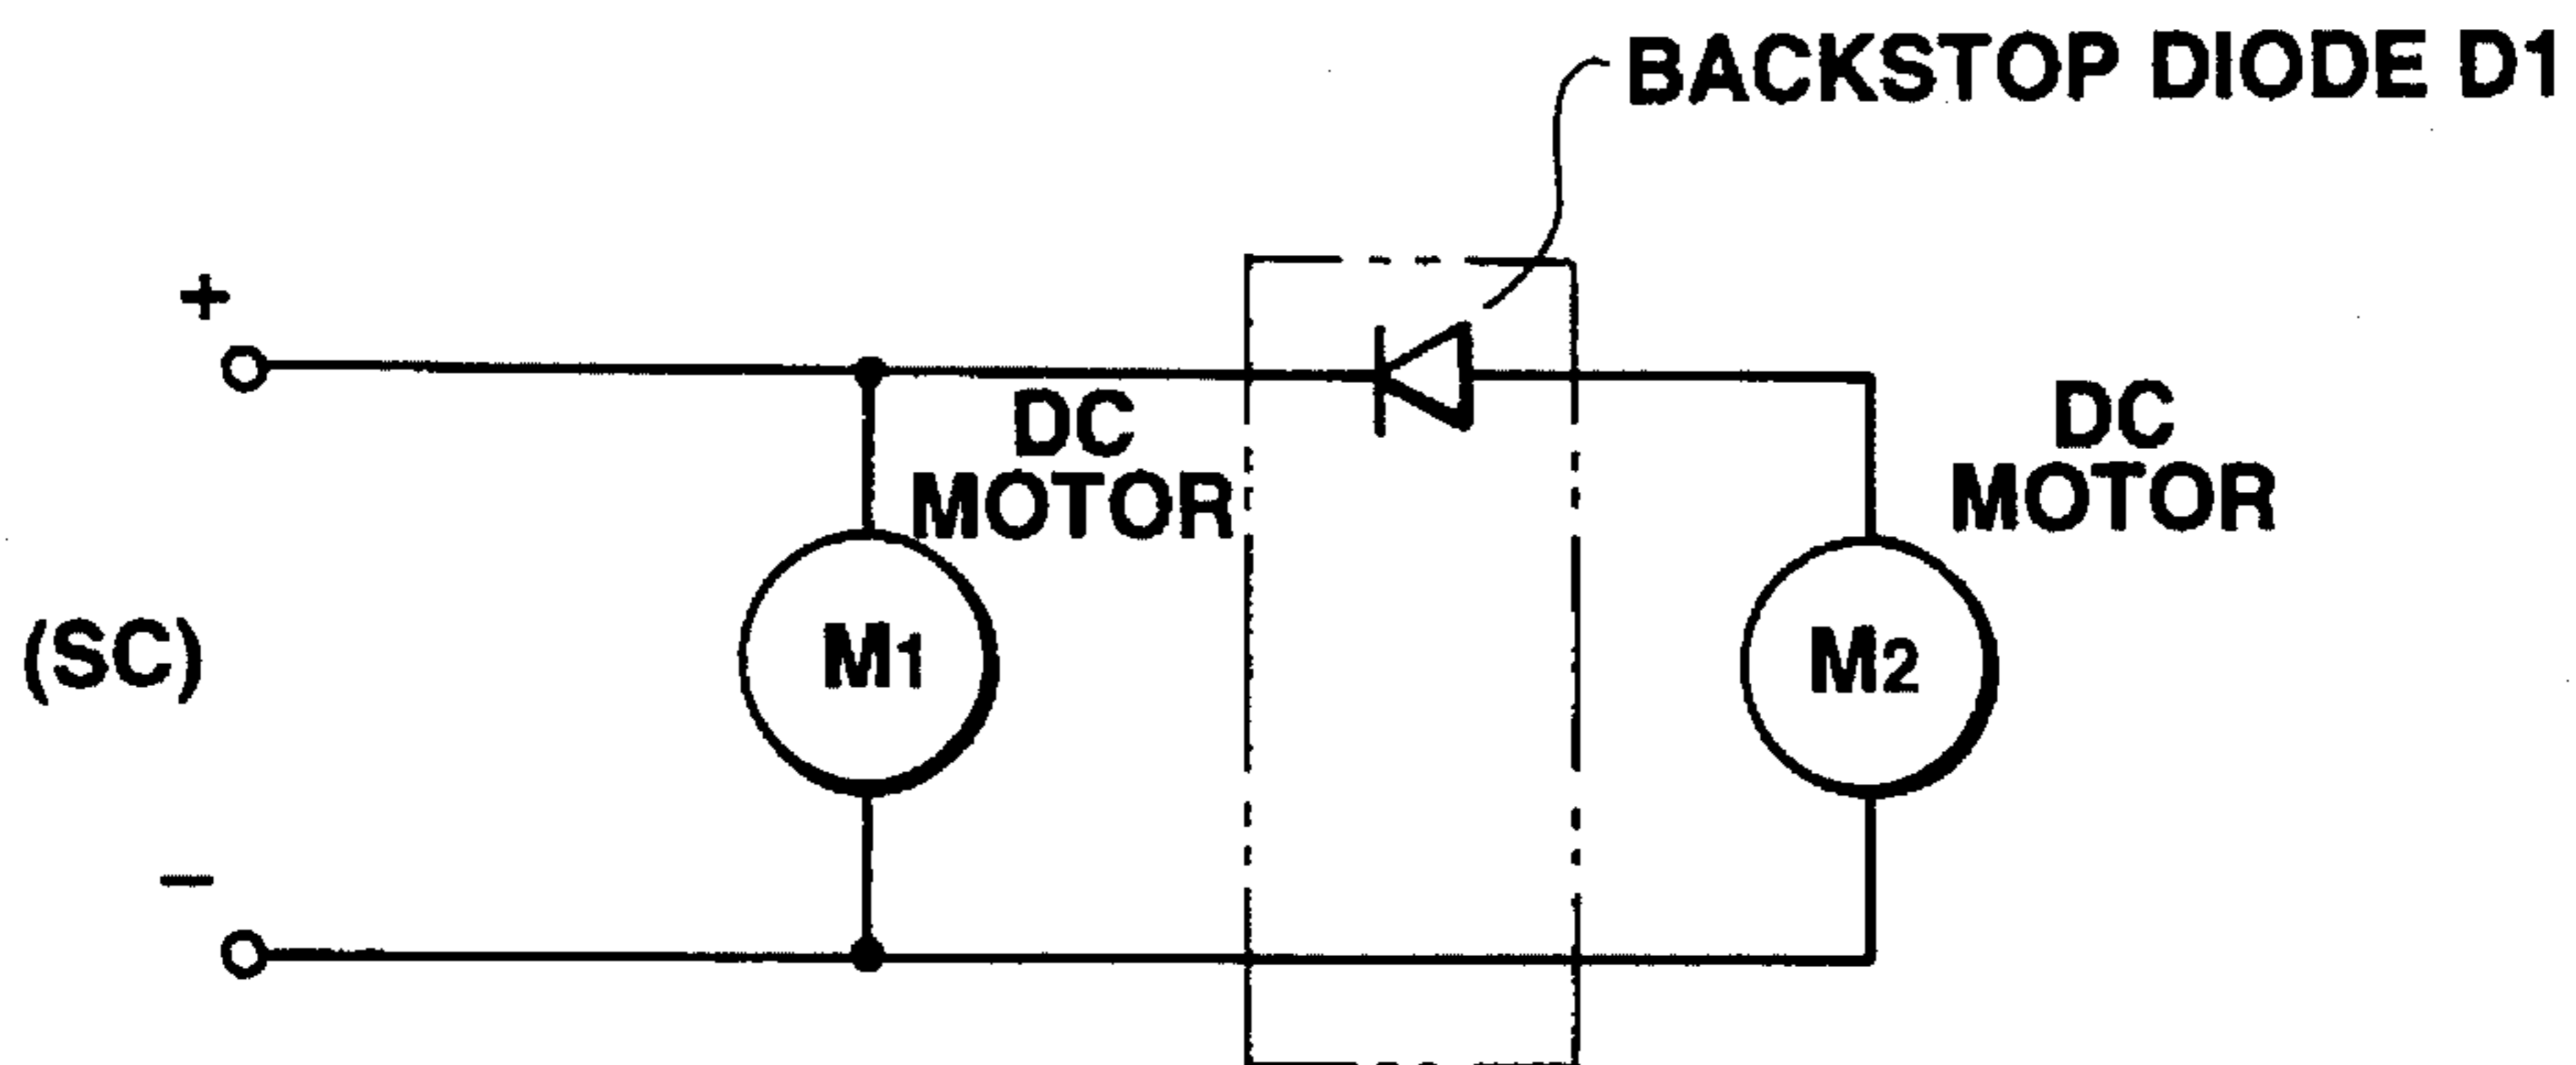 BACKSTOP DIODE D1
+
DC
MOTOR
DC
MOTOR
(SC)
M1
M2
−